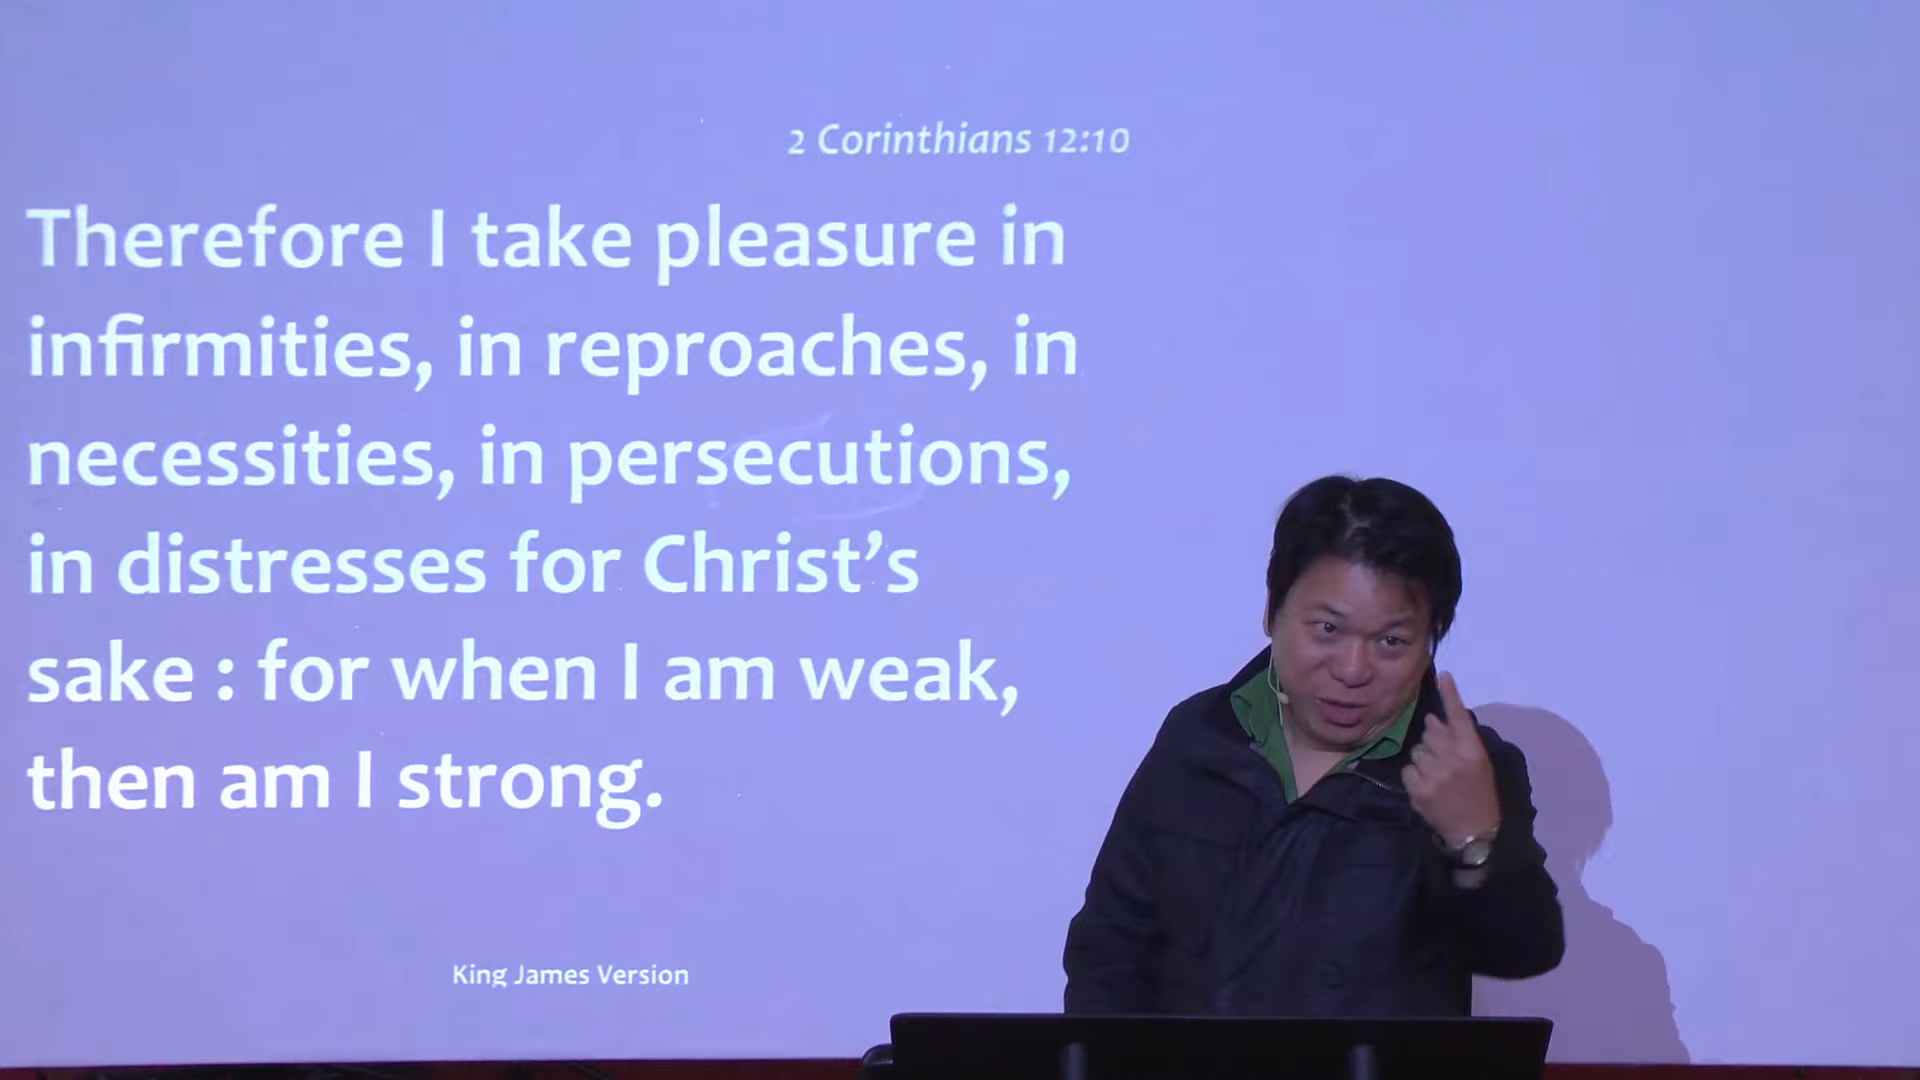 2 Corinthians 12:10
Therefore I take pleasure in
infirmities, in reproaches, in
necessities, in persecutions,
in distresses for Christ’s
sake : for when I am weak,
then am I strong.
King James Version